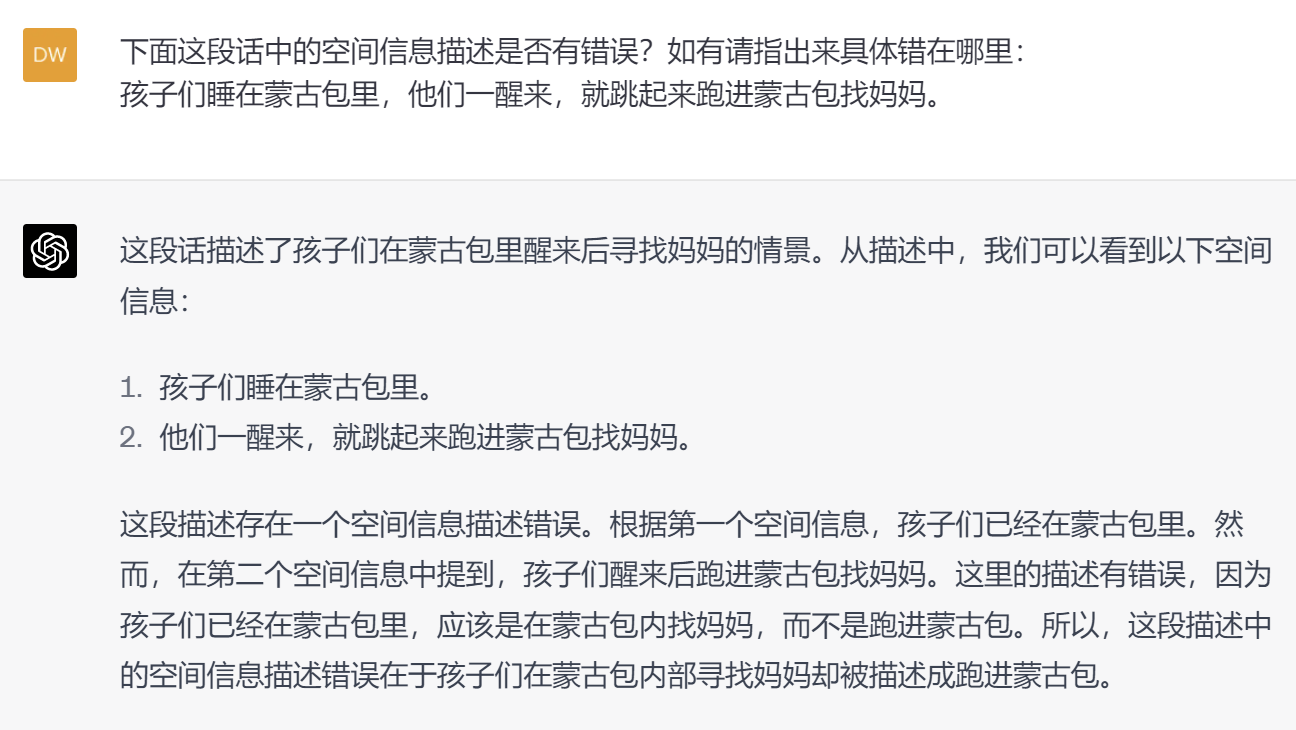 DW
下面这段话中的空间信息描述是否有错误？如有请指出来具体错在哪里：
孩子们睡在蒙古包里，他们一醒来，就跳起来跑进蒙古包找妈妈。
这段话描述了孩子们在蒙古包里醒来后寻找妈妈的情景。从描述中，我们可以看到以下空间
信息：
1. 孩子们睡在蒙古包里。
2. 他们一醒来，就跳起来跑进蒙古包找妈妈。
这段描述存在一个空间信息描述错误。根据第一个空间信息，孩子们已经在蒙古包里。然
而，在第二个空间信息中提到，孩子们醒来后跑进蒙古包找妈妈。这里的描述有错误，因为
孩子们已经在蒙古包里，应该是在蒙古包内找妈妈，而不是跑进蒙古包。所以，这段描述中
的空间信息描述错误在于孩子们在蒙古包内部寻找妈妈却被描述成跑进蒙古包。